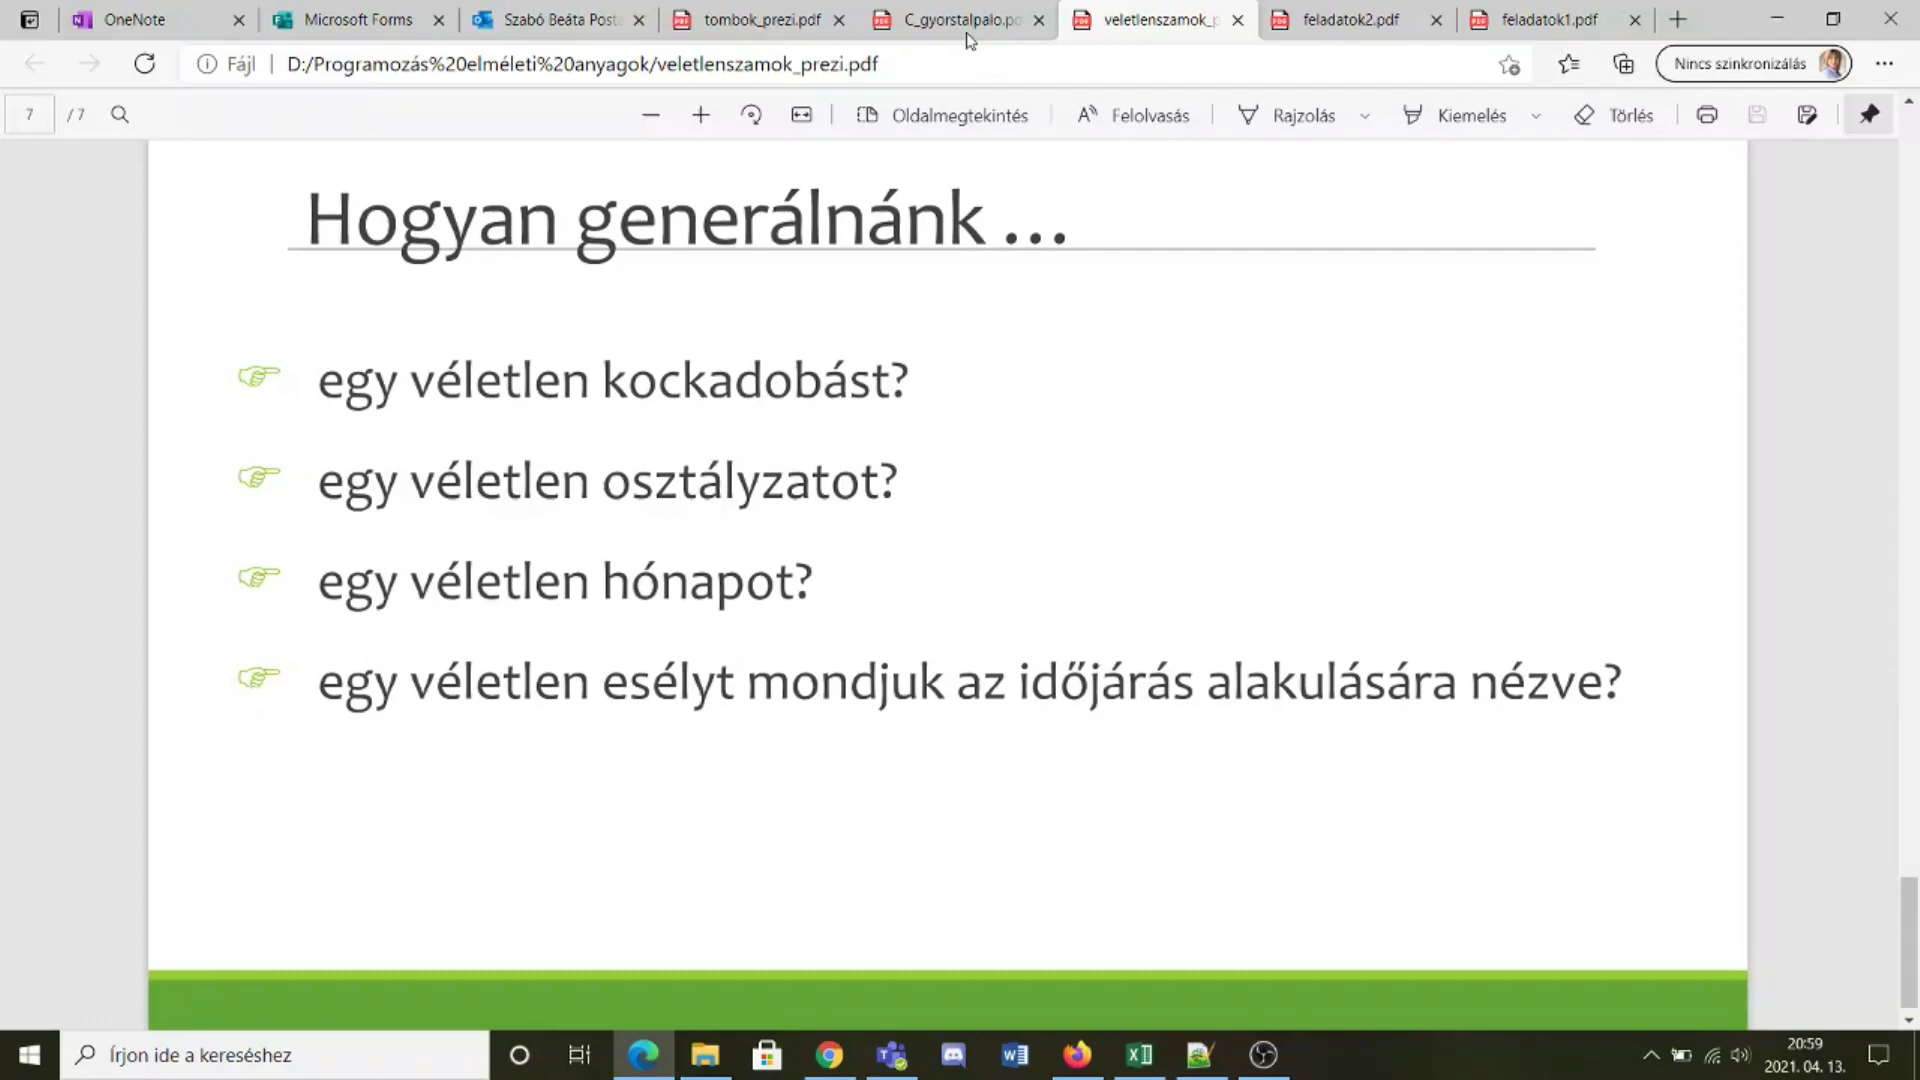 OneNote
Microsoft Forms
Szabó Beáta Post
tombok_prezi.pdf
C_gyorstalpalo.po
veletlenszamok_p
feladatok2.pdf
feladatok1.pdf
Fájl
D:/Programozás%20elméleti%20anyagok/veletlenszamok_prezi.pdf
Nincs szinkronizálás
7 / 7
Oldalmegtekintés
Felolvasás
Rajzolás
Kiemelés
Törlés
Hogyan generálnánk ...
egy véletlen kockadobást?
egy véletlen osztályzatot?
egy véletlen hónapot?
egy véletlen esélyt mondjuk az időjárás alakulására nézve?
Írjon ide a kereséshez
20:59
2021. 04. 13.